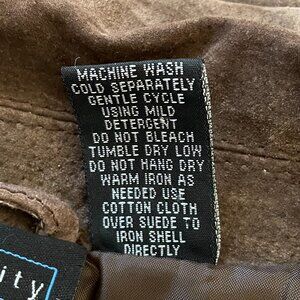 MACHINE WASH
COLD SEPARATELY
GENTLE CYCLE
USING MILD
DETERGENT
DO NOT BLEACH
TUMBLE DRY LOW
DO NOT HANG DRY
WARM IRON AS
NEEDED USE
COTTON CLOTH
OVER SUEDE TO
IRON SHELL
DIRECTLY
ity